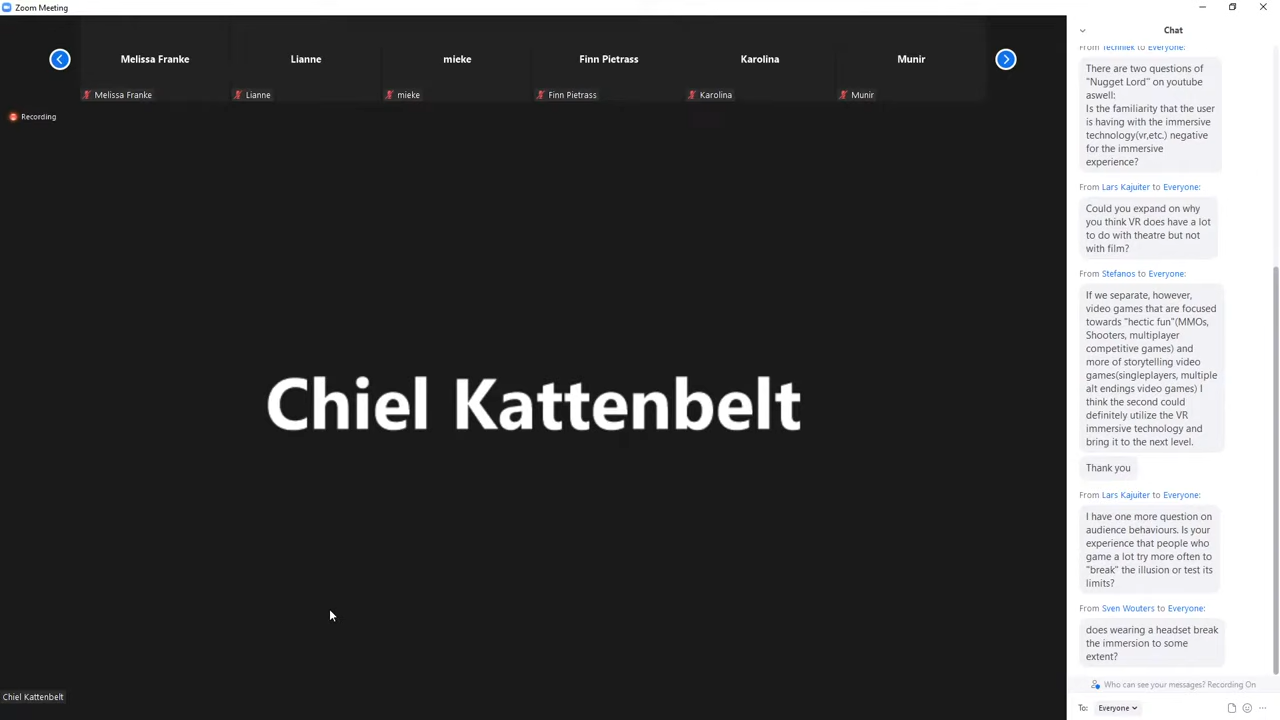 Zoom Meeting
Melissa Franke
Lianne
mieke
Finn Pietrass
Karolina
Munir
Melissa Franke
Lianne
mieke
Finn Pietrass
Karolina
Munir
Recording
Chiel Kattenbelt
Chiel Kattenbelt
Chat
From Techniek to Everyone:
There are two questions of
"Nugget Lord" on youtube
aswell:
Is the familiarity that the user
is having with the immersive
technology(vr,etc.) negative
for the immersive
experience?
From Lars Kajuiter to Everyone:
Could you expand on why
you think VR does have a lot
to do with theatre but not
with film?
From Stefanos to Everyone:
If we separate, however,
video games that are focused
towards "hectic fun"(MMOs,
Shooters, multiplayer
competitive games) and
more of storytelling video
games(singleplayers, multiple
alt endings video games) I
think the second could
definitely utilize the VR
immersive technology and
bring it to the next level.
Thank you
From Lars Kajuiter to Everyone:
I have one more question on
audience behaviours. Is your
experience that people who
game a lot try more often to
"break" the illusion or test its
limits?
From Sven Wouters to Everyone:
does wearing a headset break
the immersion to some
extent?
Who can see your messages? Recording On
To: Everyone